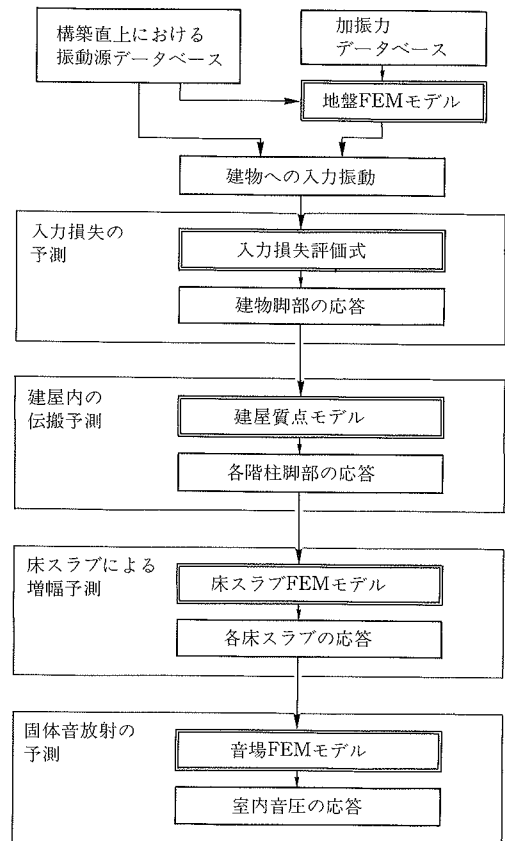 構築直上における
振動源データベース
加振力
データベース
地盤FEMモデル
建物への入力振動
入力損失の
予測
入力損失評価式
建物脚部の応答
建屋内の
伝搬予測
建屋質点モデル
各階柱脚部の応答
床スラブによる
増幅予測
床スラブFEMモデル
各床スラブの応答
固体音放射の
予測
音場FEMモデル
室内音圧の応答